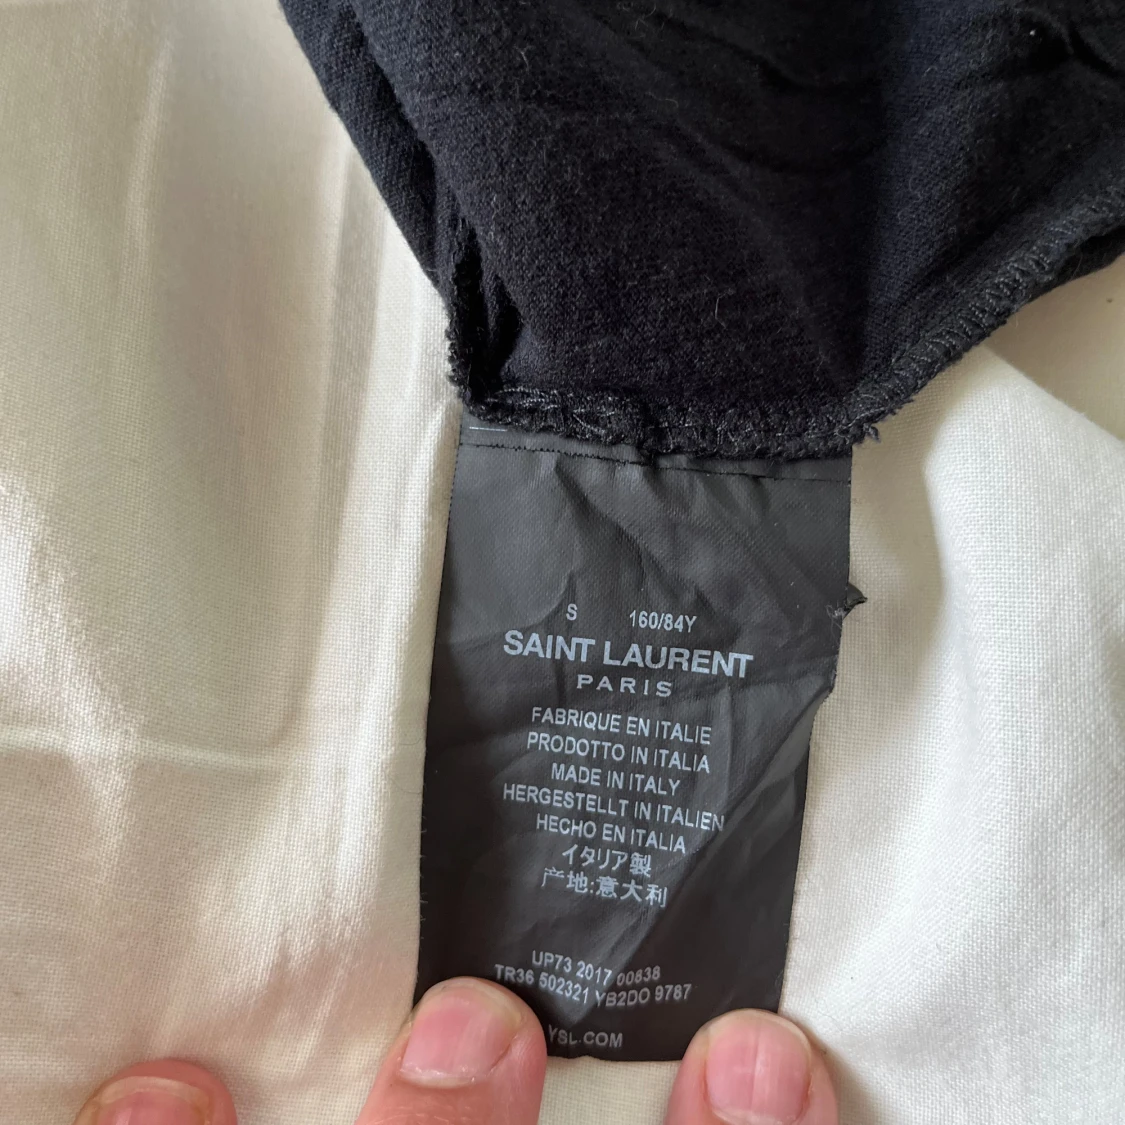 S 160/84Y
SAINT LAURENT
PARIS
FABRIQUE EN ITALIE
PRODOTTO IN ITALIA
MADE IN ITALY
HERGESTELLT IN ITALIEN
HECHO EN ITALIA
イタリア製
产地:意大利
UP73 2017 00838
TR36 502321 YB2DO 9787
YSL.COM